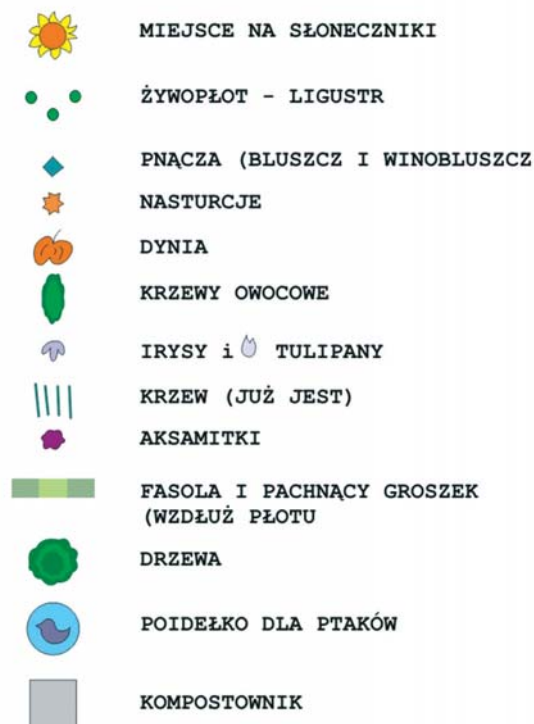 MIEJSCE NA SŁONECZNIKI
ŻYWOPŁOT - LIGUSTR
PNĄCZA (BLUSZCZ I WINOBLUSZCZ
NASTURCJE
DYNIA
KRZEWY OWOCOWE
IRYSY i TULIPANY
KRZEW (JUŻ JEST)
AKSAMITKI
FASOLA I PACHNĄCY GROSZEK
(WZDŁUŻ PŁOTU
DRZEWA
POIDEŁKO DLA PTAKÓW
KOMPOSTOWNIK